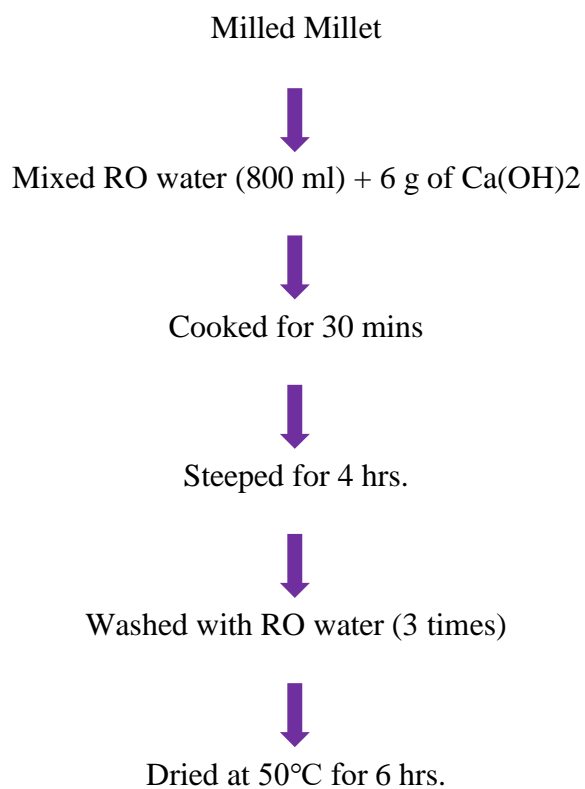 Milled Millet
Mixed RO water (800 ml) + 6 g of Ca(OH)2
Cooked for 30 mins
Steeped for 4 hrs.
Washed with RO water (3 times)
Dried at 50°C for 6 hrs.